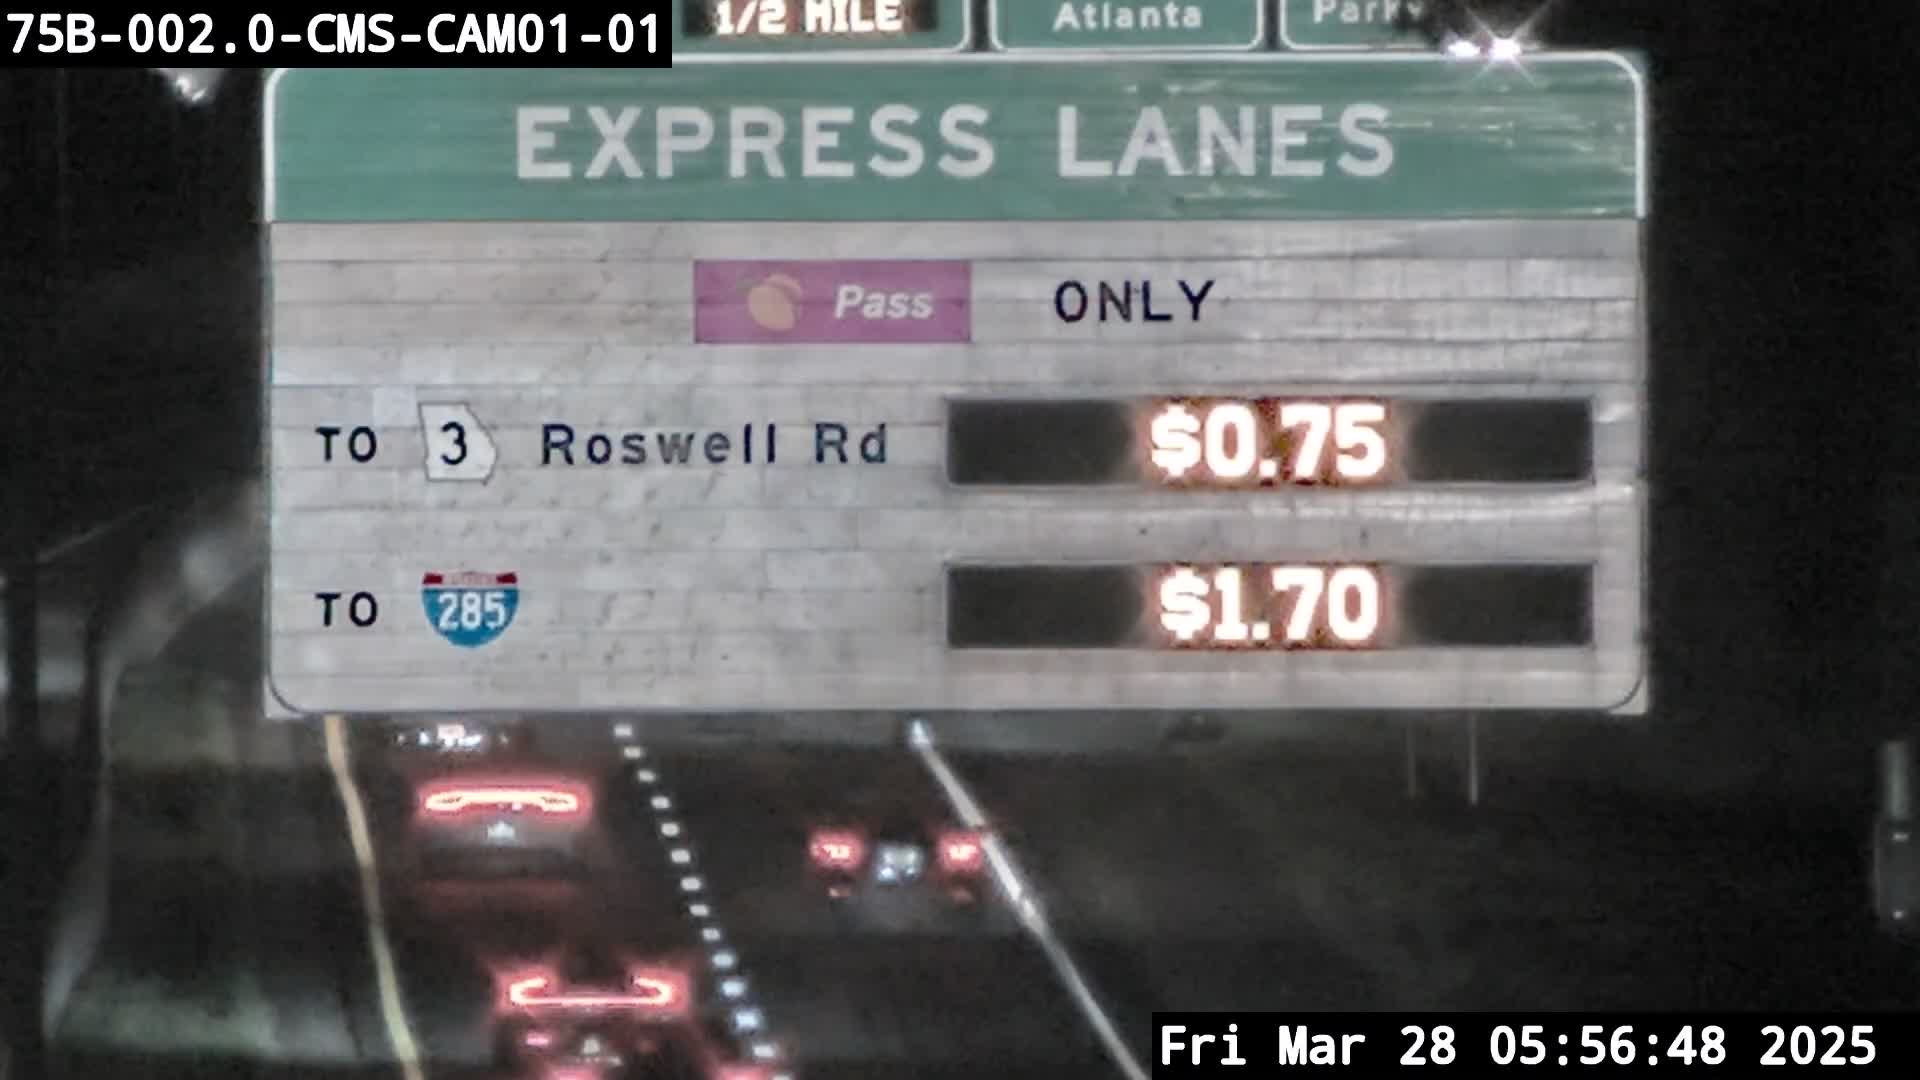 75B-002.0-CMS-CAM01-01
1/2 MILE
Atlanta
EXPRESS LANES
Pass ONLY
TO 3 Roswell Rd $0.75
TO 285 $1.70
Fri Mar 28 05:56:48 2025